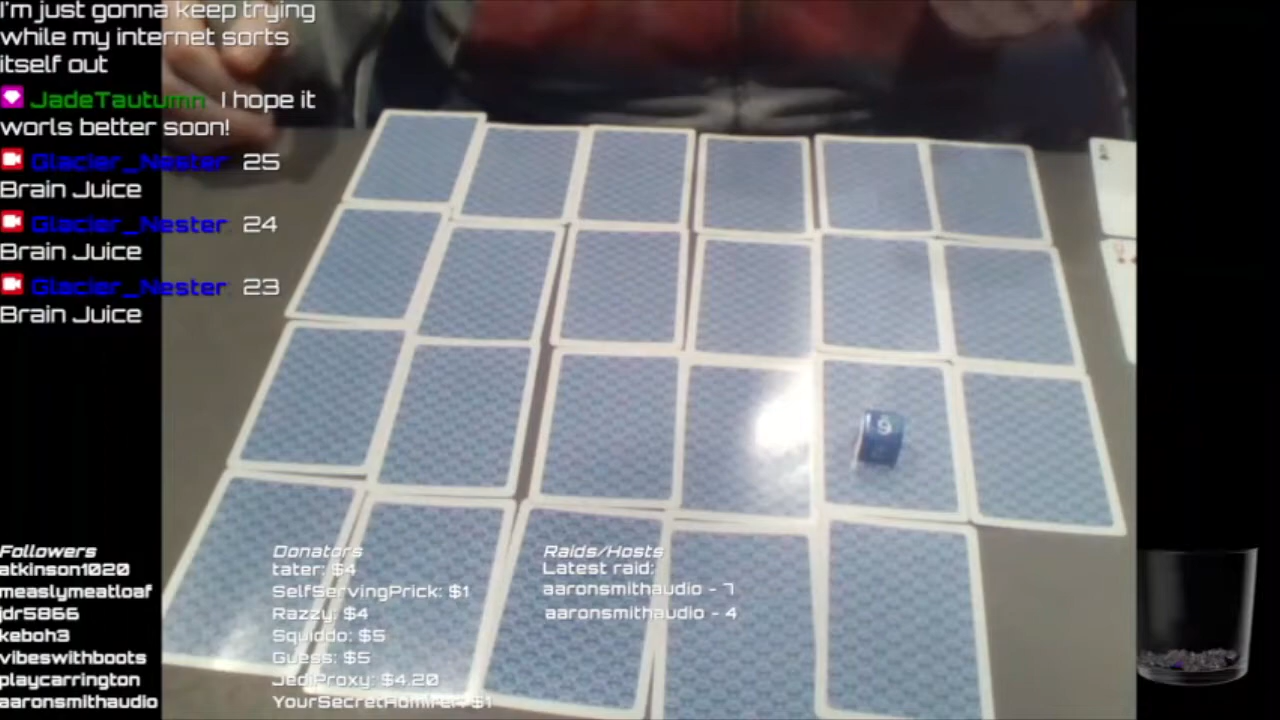 I'm just gonna keep trying
while my internet sorts
itself out
JadeTautumn I hope it
worls better soon!
Glacier_Nester 25
Brain Juice
Glacier_Nester 24
Brain Juice
Glacier_Nester 23
Brain Juice
9
Followers
atkinson1020
measlymeatloaf
jdr5866
keboh3
vibeswithboots
playcarrington
aaronsmithaudio
Donators
tater: $4
SelfServingPrick: $1
Razzy: $4
Squiddo: $5
Guess: $5
JediProxy: $4.20
YourSecretAdmirer: $1
Raids/Hosts
Latest raid:
aaronsmithaudio - 7
aaronsmithaudio - 4